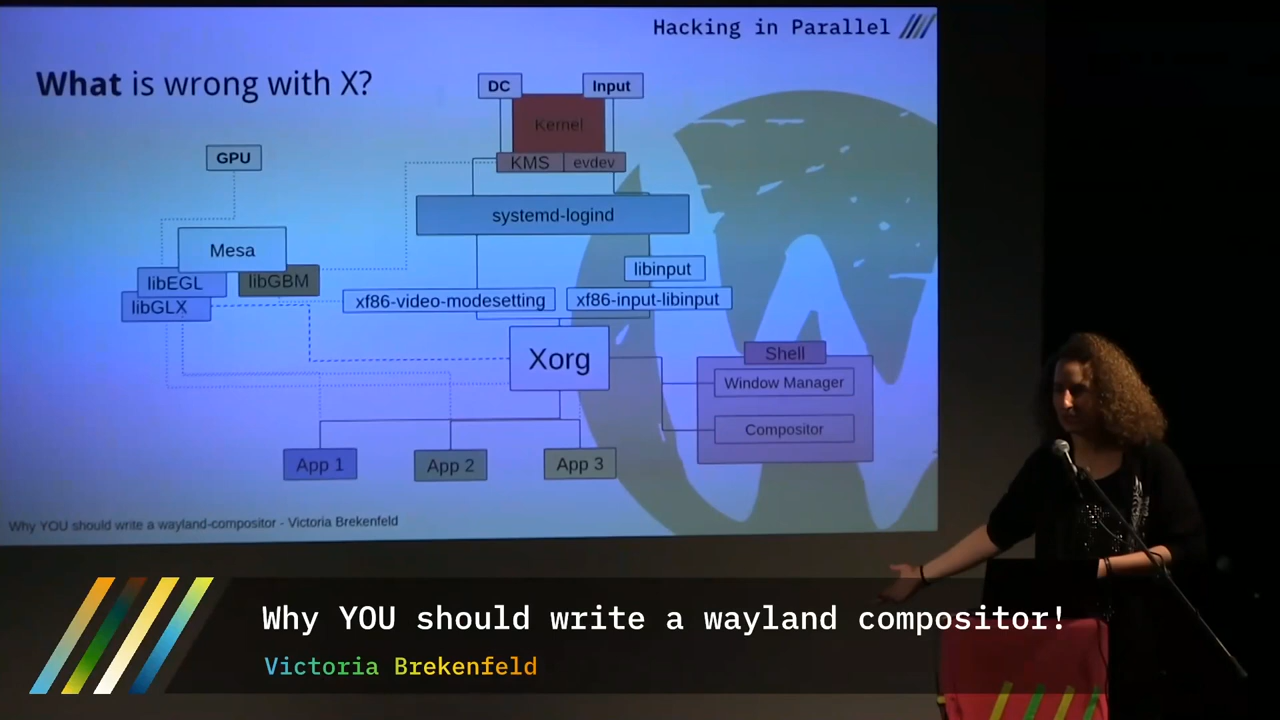 Hacking in Parallel
What is wrong with X?
DC
Input
Kernel
GPU
KMS
evdev
systemd-logind
Mesa
libinput
libEGL
libGBM
libGLX
xf86-video-modesetting
xf86-input-libinput
Xorg
Shell
Window Manager
Compositor
App 1
App 2
App 3
Why YOU should write a wayland-compositor - Victoria Brekenfeld
Why YOU should write a wayland compositor!
Victoria Brekenfeld